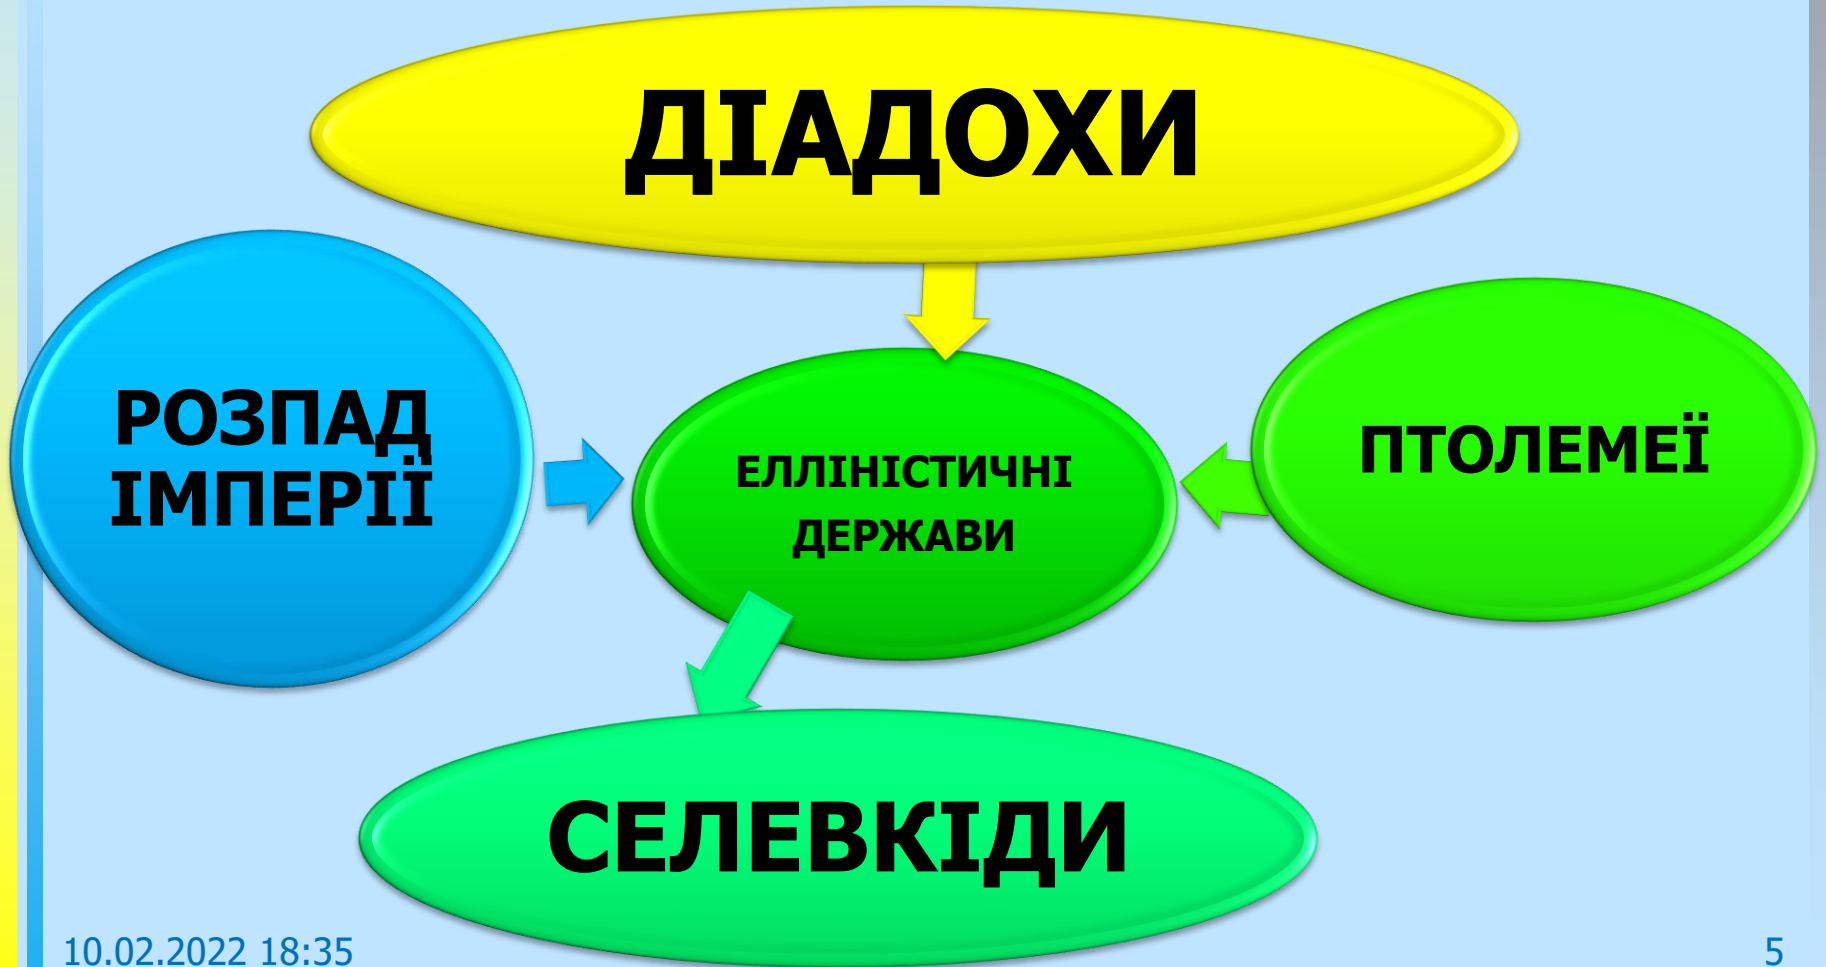 ДІАДОХИ
РОЗПАД
ІМПЕРІЇ
ЕЛЛІНІСТИЧНІ
ДЕРЖАВИ
ПТОЛЕМЕЇ
СЕЛЕВКІДИ
10.02.2022 18:35
5